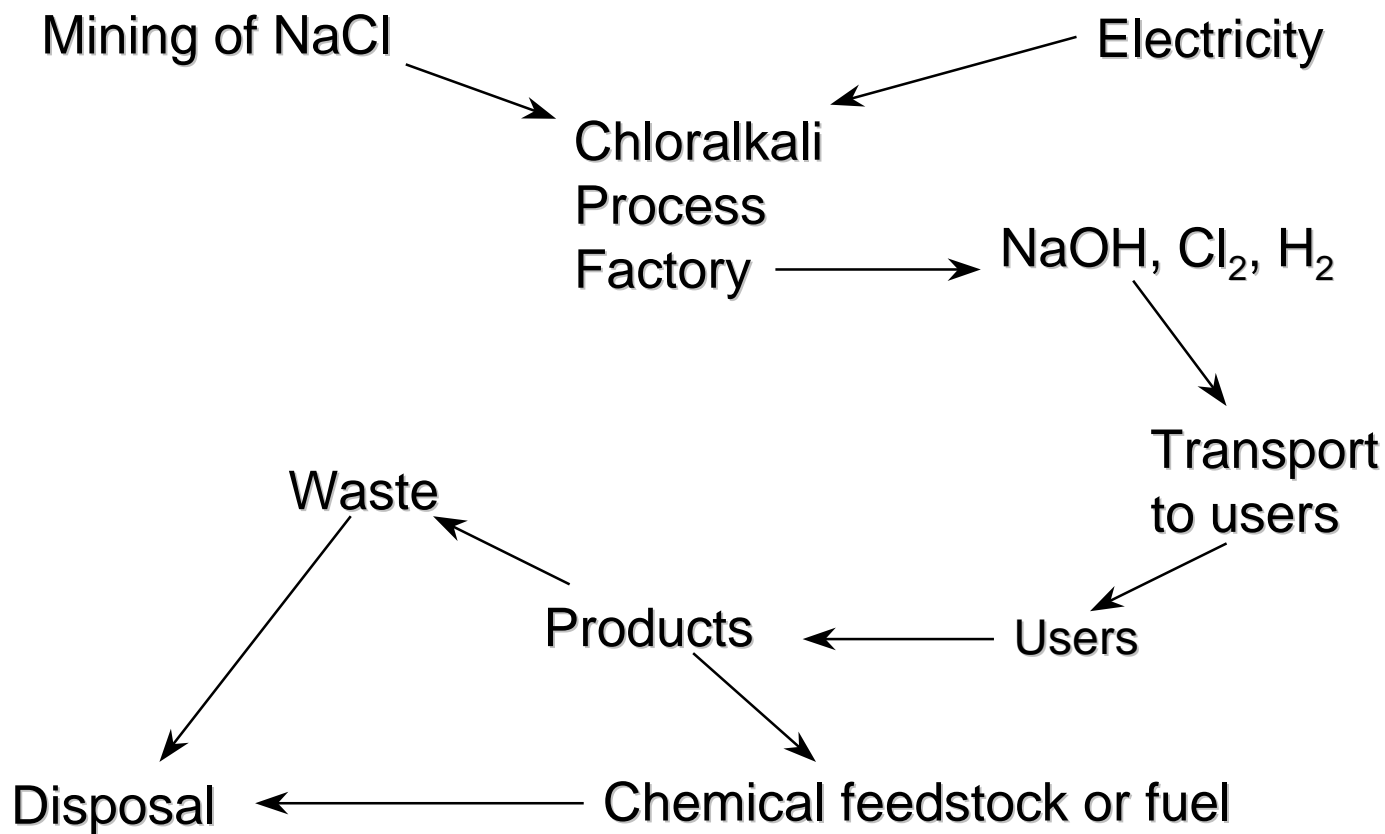 Mining of NaCl
Electricity
Chloralkali
Process
Factory
NaOH, Cl₂, H₂
Transport
to users
Waste
Products
Users
Disposal
Chemical feedstock or fuel